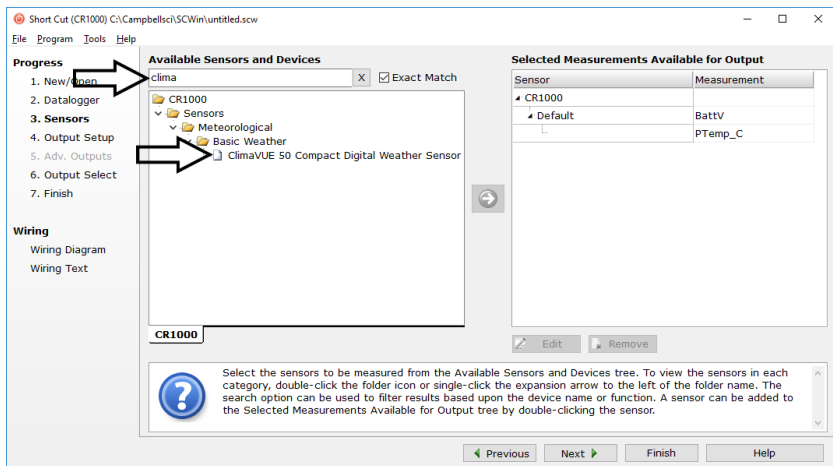 Short Cut (CR1000) C:\Campbellsci\SCWin\untitled.scw
File Program Tools Help
Progress
1. New/Open
2. Datalogger
3. Sensors
4. Output Setup
5. Adv. Outputs
6. Output Select
7. Finish
Wiring
Wiring Diagram
Wiring Text
Available Sensors and Devices
clima X Exact Match
CR1000
Sensors
Meteorological
Basic Weather
ClimaVUE 50 Compact Digital Weather Sensor
CR1000
Selected Measurements Available for Output
Sensor Measurement
CR1000
Default BattV
PTemp_C
Edit Remove
Select the sensors to be measured from the Available Sensors and Devices tree. To view the sensors in each
category, double-click the folder icon or single-click the expansion arrow to the left of the folder name. The
search option can be used to filter results based upon the device name or function. A sensor can be added to
the Selected Measurements Available for Output tree by double-clicking the sensor.
Previous Next Finish Help